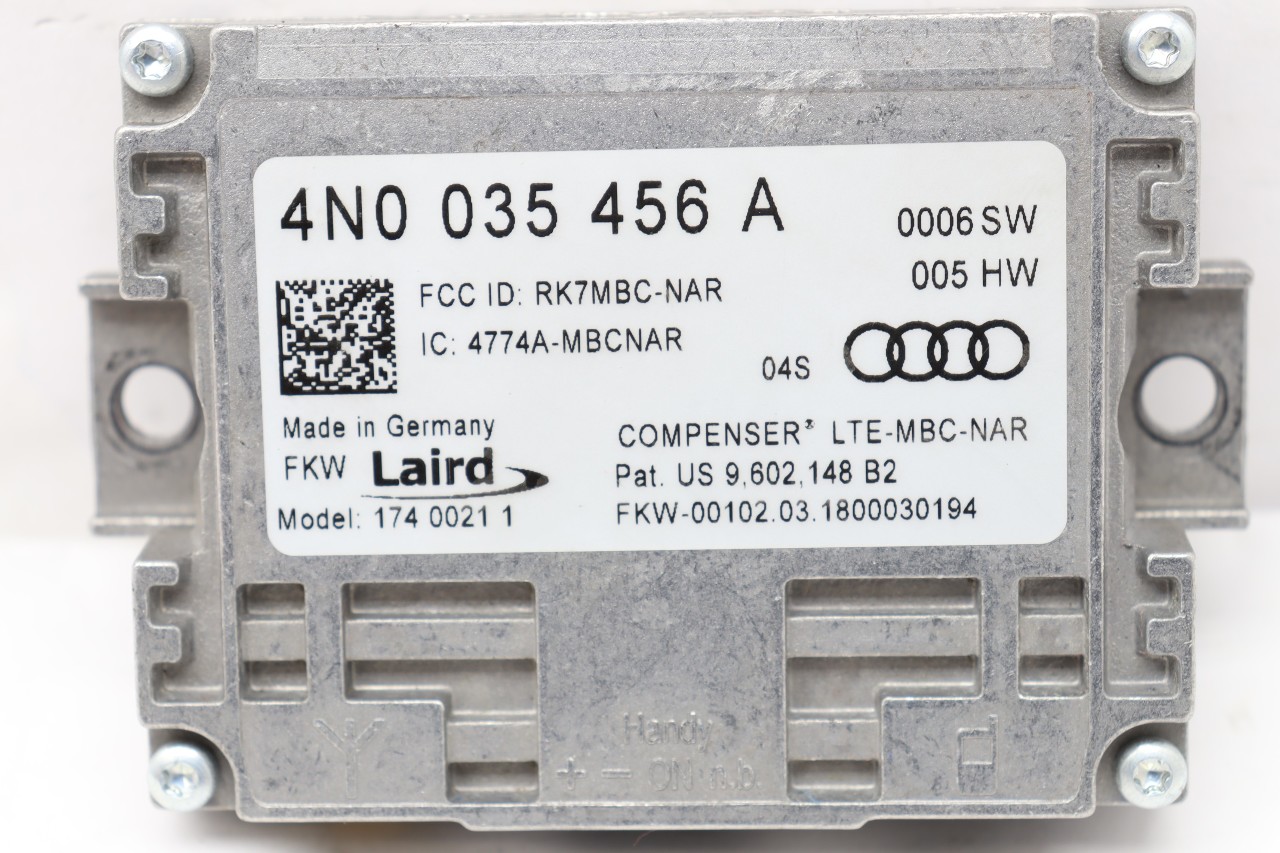 4N0 035 456 A
0006 SW
005 HW
FCC ID: RK7MBC-NAR
IC: 4774A-MBCNAR
04S
Made in Germany
FKW Laird
Model: 174 0021 1
COMPENSER® LTE-MBC-NAR
Pat. US 9,602,148 B2
FKW-00102.03.1800030194
Handy
+ - ON n.b.